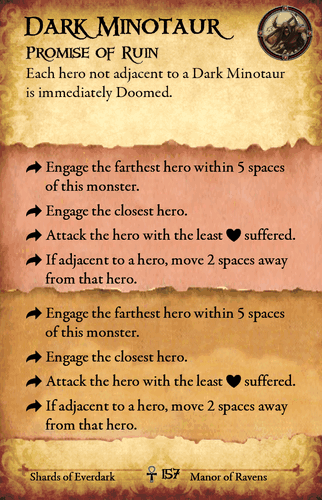 Dark Minotaur
Promise of Ruin
Each hero not adjacent to a Dark Minotaur
is immediately Doomed.
Engage the farthest hero within 5 spaces
of this monster.
Engage the closest hero.
Attack the hero with the least ♥ suffered.
If adjacent to a hero, move 2 spaces away
from that hero.
Engage the farthest hero within 5 spaces
of this monster.
Engage the closest hero.
Attack the hero with the least ♥ suffered.
If adjacent to a hero, move 2 spaces away
from that hero.
Shards of Everdark 157 Manor of Ravens